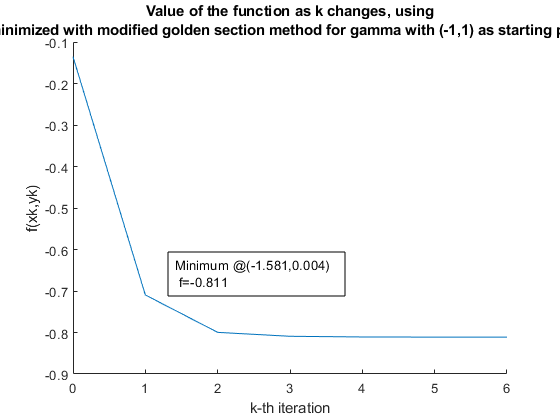 Value of the function as k changes, using
minimized with modified golden section method for gamma with (-1,1) as starting
-0.1
-0.2
-0.3
-0.4
-0.5
-0.6
-0.7
-0.8
-0.9
f(xk,yk)
Minimum @(-1.581,0.004)
f=-0.811
0 1 2 3 4 5 6
k-th iteration